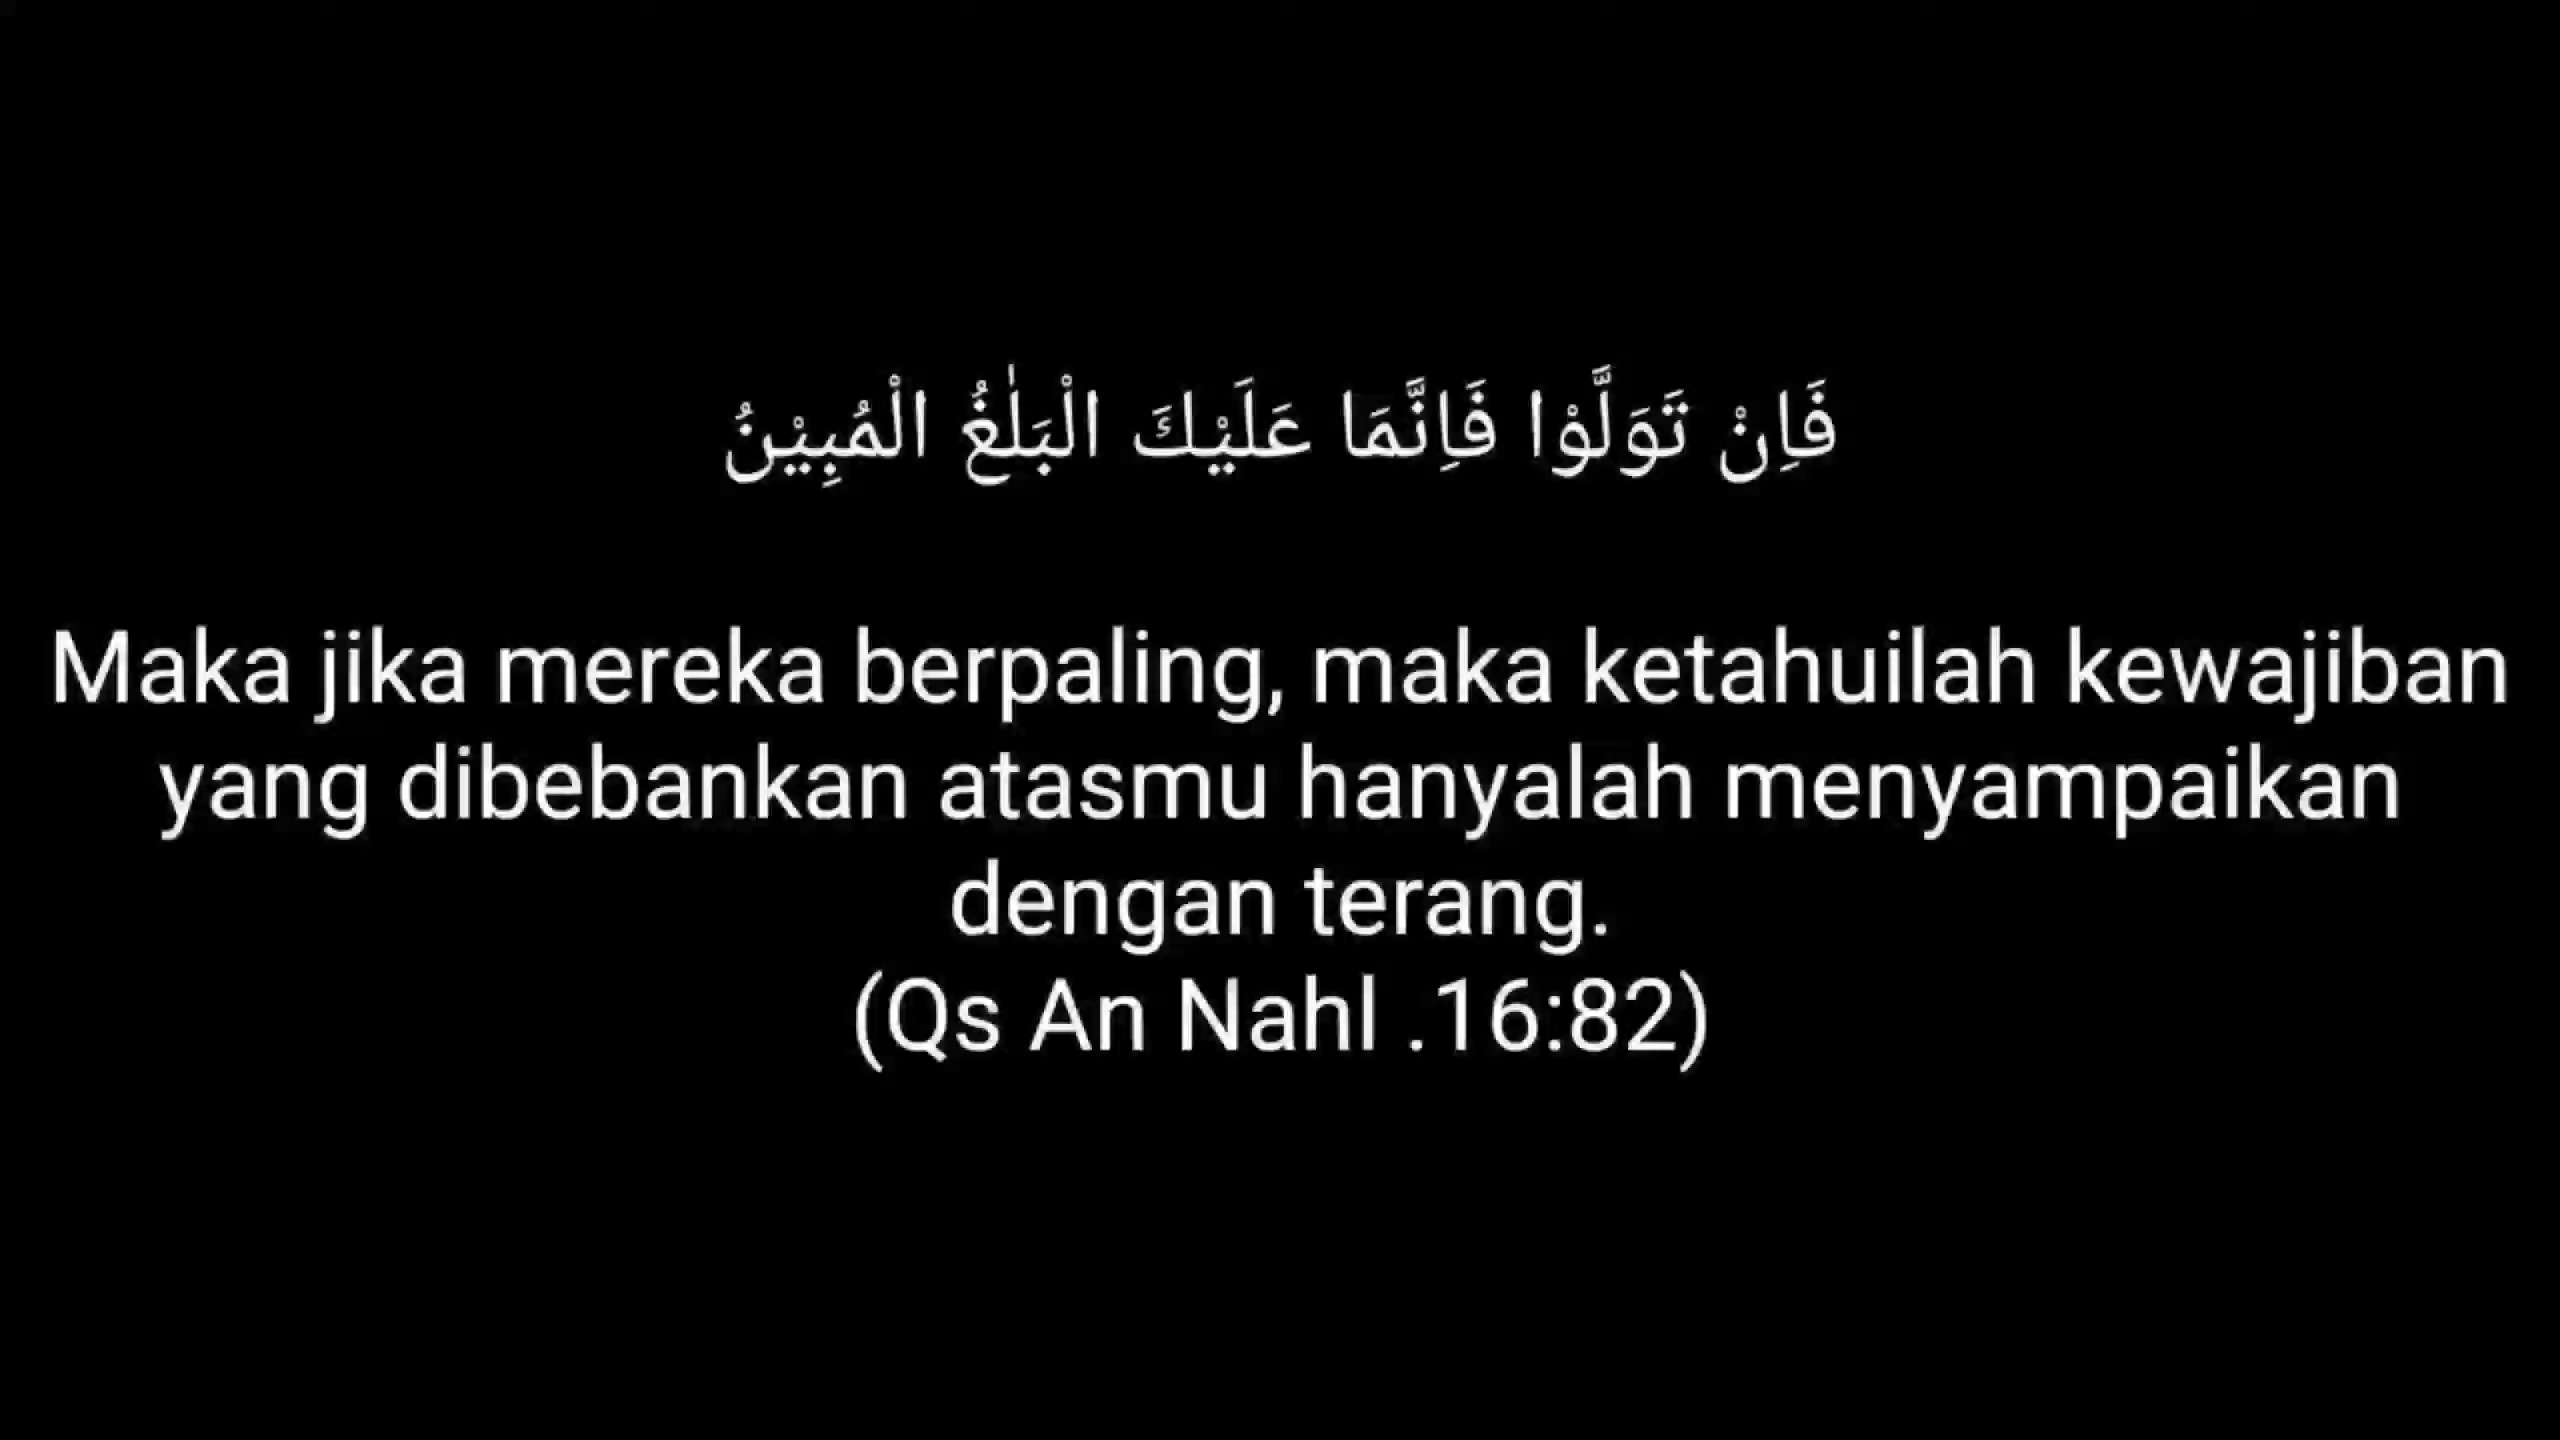 فَاِنْ تَوَلَّوْا فَاِنَّمَا عَلَيْكَ الْبَلٰغُ الْمُبِيْنُ
Maka jika mereka berpaling, maka ketahuilah kewajiban
yang dibebankan atasmu hanyalah menyampaikan
dengan terang.
(Qs An Nahl .16:82)